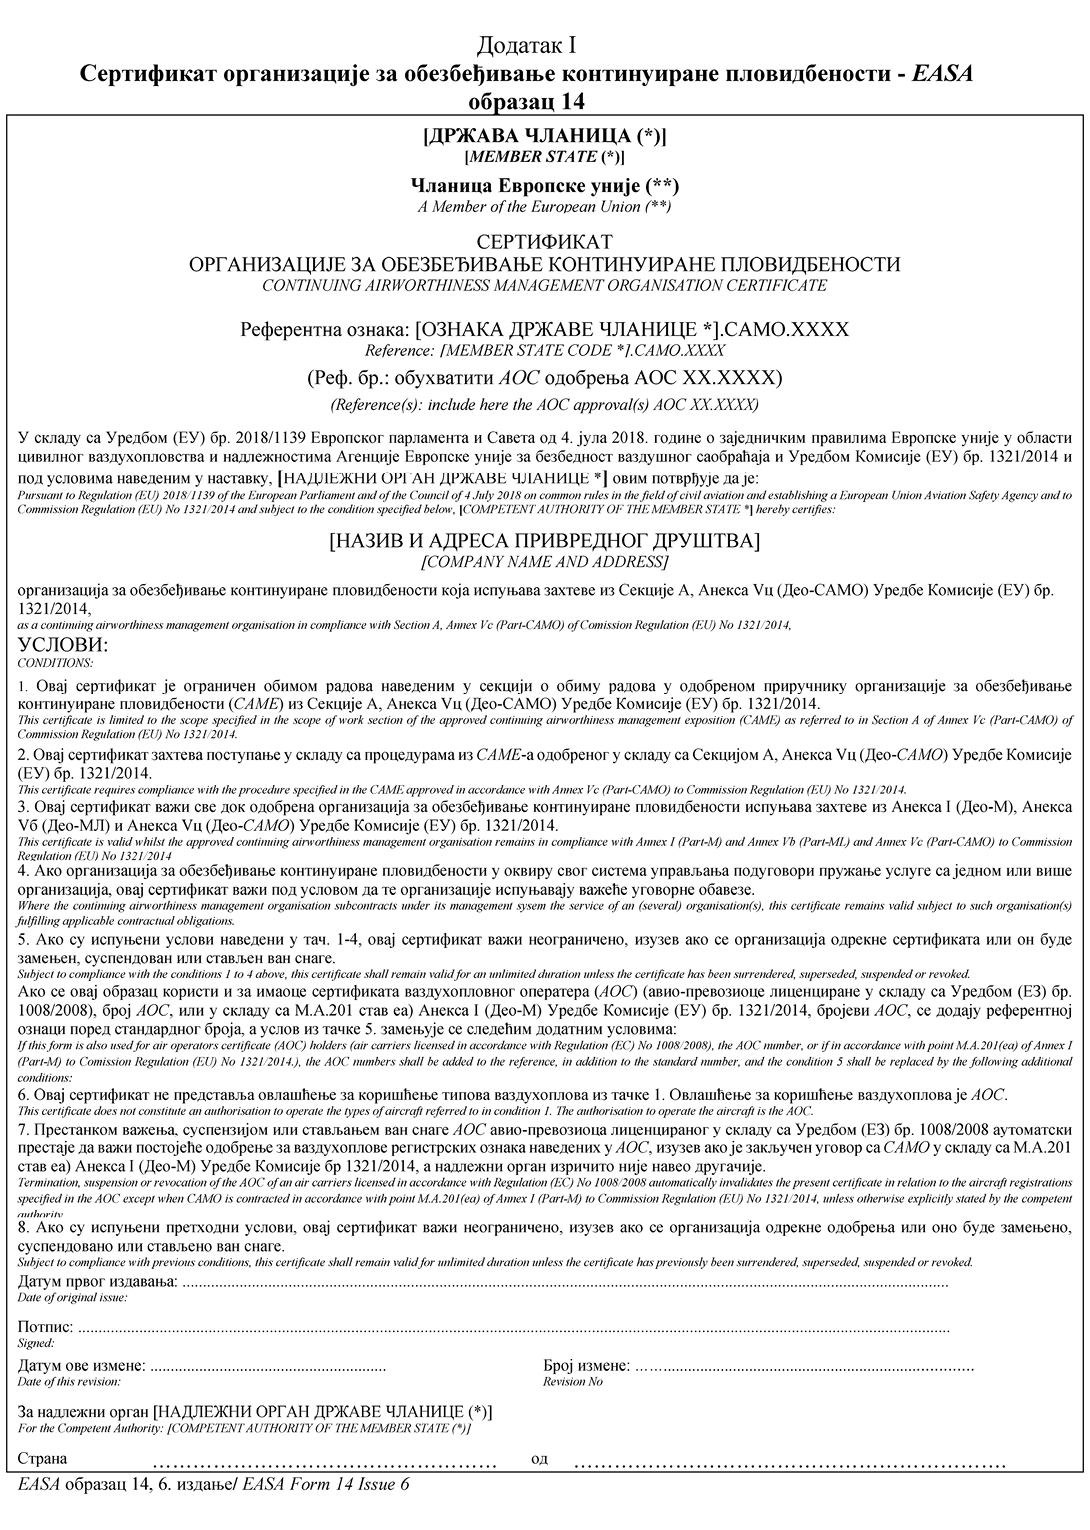 Додатак I
Сертификат организације за обезбеђивање континуиране пловидбености - EASA
образац 14
[ДРЖАВА ЧЛАНИЦА (*)]
[MEMBER STATE (*)]
Чланица Европске уније (**)
A Member of the European Union (**)
СЕРТИФИКАТ
ОРГАНИЗАЦИЈЕ ЗА ОБЕЗБЕЂИВАЊЕ КОНТИНУИРАНЕ ПЛОВИДБЕНОСТИ
CONTINUING AIRWORTHINESS MANAGEMENT ORGANISATION CERTIFICATE
Референтна ознака: [ОЗНАКА ДРЖАВЕ ЧЛАНИЦЕ *].CAMO.XXXX
Reference: [MEMBER STATE CODE *].CAMO.XXXX
(Реф. бр.: обухватити AOC одобрења AOC XX.XXXX)
(Reference(s): include here the AOC approval(s) AOC XX.XXXX)
У складу са Уредбом (ЕУ) бр. 2018/1139 Европског парламента и Савета од 4. јула 2018. године о заједничким правилима Европске уније у области
цивилног ваздухопловства и надлежностима Агенције Европске уније за безбедност ваздушног саобраћаја и Уредбом Комисије (ЕУ) бр. 1321/2014 и
под условима наведеним у наставку, [НАДЛЕЖНИ ОРГАН ДРЖАВЕ ЧЛАНИЦЕ *] овим потврђује да је:
Pursuant to Regulation (EU) 2018/1139 of the European Parliament and of the Council of 4 July 2018 on common rules in the field of civil aviation and establishing a European Union Aviation Safety Agency and to
Commission Regulation (EU) No 1321/2014 and subject to the condition specified below, [COMPETENT AUTHORITY OF THE MEMBER STATE *] hereby certifies:
[НАЗИВ И АДРЕСА ПРИВРЕДНОГ ДРУШТВА]
[COMPANY NAME AND ADDRESS]
организација за обезбеђивање континуиране пловидбености која испуњава захтеве из Секције А, Анекса Vц (Део-CAMO) Уредбе Комисије (ЕУ) бр.
1321/2014,
as a continuing airworthiness management organisation in compliance with Section A, Annex Vc (Part-CAMO) of Comission Regulation (EU) No 1321/2014,
УСЛОВИ:
CONDITIONS:
1. Овај сертификат је ограничен обимом радова наведеним у секцији о обиму радова у одобреном приручнику организације за обезбеђивање
континуиране пловидбености (CAME) из Секције А, Анекса Vц (Део-CAMO) Уредбе Комисије (ЕУ) бр. 1321/2014.
This certificate is limited to the scope specified in the scope of work section of the approved continuing airworthiness management exposition (CAME) as referred to in Section A of Annex Vc (Part-CAMO) of
Commission Regulation (EU) No 1321/2014.
2. Овај сертификат захтева поступање у складу са процедурама из CAME-а одобреног у складу са Секцијом А, Анекса Vц (Део-CAMO) Уредбе Комисије
(ЕУ) бр. 1321/2014.
This certificate requires compliance with the procedure specified in the CAME approved in accordance with Annex Vc (Part-CAMO) to Commission Regulation (EU) No 1321/2014.
3. Овај сертификат важи све док одобрена организација за обезбеђивање континуиране пловидбености испуњава захтеве из Анекса I (Део-М), Анекса
Vб (Део-МЛ) и Анекса Vц (Део-CAMO) Уредбе Комисије (ЕУ) бр. 1321/2014.
This certificate is valid whilst the approved continuing airworthiness management organisation remains in compliance with Annex I (Part-M) and Annex Vb (Part-ML) and Annex Vc (Part-CAMO) to Commission
Regulation (EU) No 1321/2014
4. Ако организација за обезбеђивање континуиране пловидбености у оквиру свог система управљања подуговори пружање услуге са једном или више
организација, овај сертификат важи под условом да те организације испуњавају важеће уговорне обавезе.
Where the continuing airworthiness management organisation subcontracts under its management sysem the service of an (several) organisation(s), this certificate remains valid subject to such organisation(s)
fulfilling applicable contractual obligations.
5. Ако су испуњени услови наведени у тач. 1-4, овај сертификат важи неограничено, изузев ако се организација одрекне сертификата или он буде
замењен, суспендован или стављен ван снаге.
Subject to compliance with the conditions 1 to 4 above, this certificate shall remain valid for an unlimited duration unless the certificate has been surrendered, superseded, suspended or revoked.
Ако се овај образац користи и за имаоце сертификата ваздухопловног оператера (AOC) (авио-превозиоце лиценциране у складу са Уредбом (ЕЗ) бр.
1008/2008), број AOC, или у складу са М.А.201 став еа) Анекса I (Део-М) Уредбе Комисије (ЕУ) бр. 1321/2014, бројеви AOC, се додају референтној
ознаци поред стандардног броја, а услов из тачке 5. замењује се следећим додатним условима:
If this form is also used for air operators certificate (AOC) holders (air carriers licensed in accordance with Regulation (EC) No 1008/2008), the AOC number, or if in accordance with point M.A.201(ea) of Annex I
(Part-M) to Comission Regulation (EU) No 1321/2014.), the AOC numbers shall be added to the reference, in addition to the standard number, and the condition 5 shall be replaced by the following additional
conditions:
6. Овај сертификат не представља овлашћење за коришћење типова ваздухоплова из тачке 1. Овлашћење за коришћење ваздухоплова је AOC.
This certificate does not constitute an authorisation to operate the types of aircraft referred to in condition 1. The authorisation to operate the aircraft is the AOC.
7. Престанком важења, суспензијом или стављањем ван снаге AOC авио-превозиоца лиценцираног у складу са Уредбом (ЕЗ) бр. 1008/2008 аутоматски
престаје да важи постојеће одобрење за ваздухоплове регистрских ознака наведених у AOC, изузев ако је закључен уговор са CAMO у складу са М.А.201
став еа) Анекса I (Део-М) Уредбе Комисије бр 1321/2014, а надлежни орган изричито није навео другачије.
Termination, suspension or revocation of the AOC of an air carriers licensed in accordance with Regulation (EC) No 1008/2008 automatically invalidates the present certificate in relation to the aircraft registrations
specified in the AOC except when CAMO is contracted in accordance with point M.A.201(ea) of Annex I (Part-M) to Commission Regulation (EU) No 1321/2014, unless otherwise explicitly stated by the competent
authority
8. Ако су испуњени претходни услови, овај сертификат важи неограничено, изузев ако се организација одрекне одобрења или оно буде замењено,
суспендовано или стављено ван снаге.
Subject to compliance with previous conditions, this certificate shall remain valid for unlimited duration unless the certificate has previously been surrendered, superseded, suspended or revoked.
Датум првог издавања: ........................................
Date of original issue:
Потпис: ........................................
Signed:
Датум ове измене: ........................................ Број измене: ........................................
Date of this revision: Revision No
За надлежни орган [НАДЛЕЖНИ ОРГАН ДРЖАВЕ ЧЛАНИЦЕ (*)]
For the Competent Authority: [COMPETENT AUTHORITY OF THE MEMBER STATE (*)]
Страна ........................................ од ........................................
EASA образац 14, 6. издање/ EASA Form 14 Issue 6